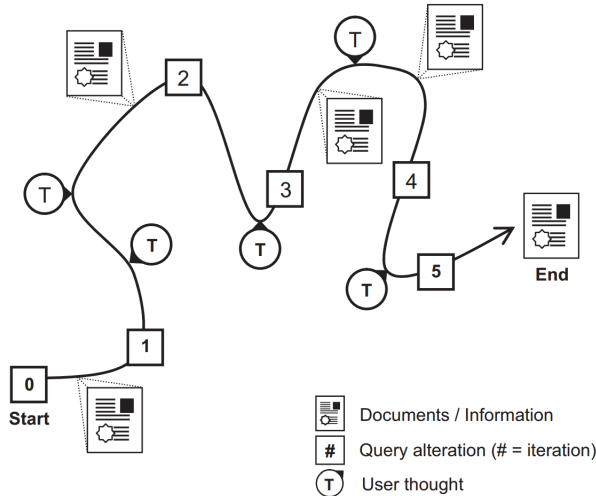 T
2
T
T
3
4
T
T
T
5
End
1
0
Start
Documents / Information
# Query alteration (# = iteration)
T User thought